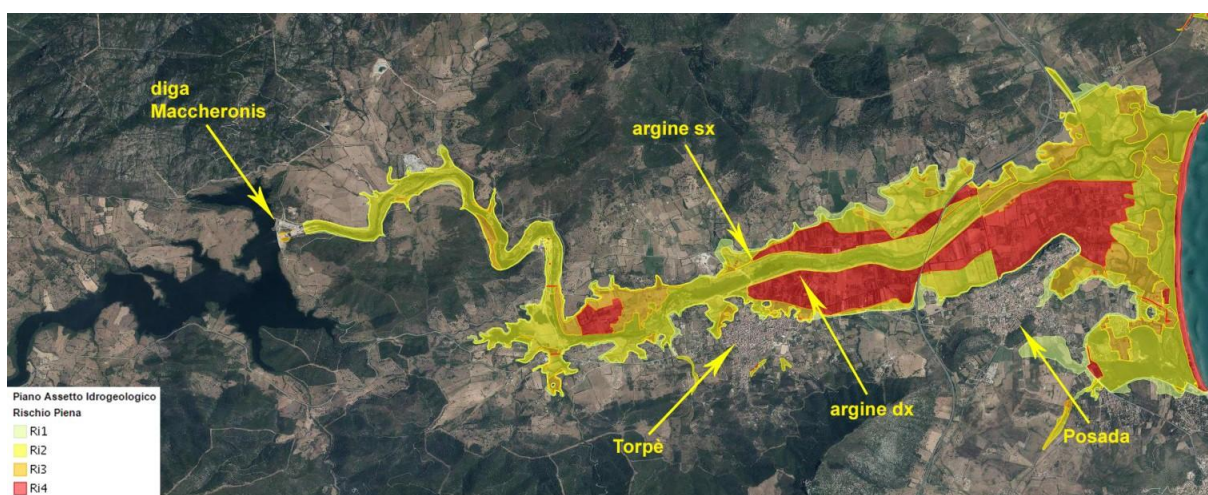 diga
Maccheronis
argine sx
argine dx
Torpè
Posada
Piano Assetto Idrogeologico
Rischio Piena
Ri1
Ri2
Ri3
Ri4